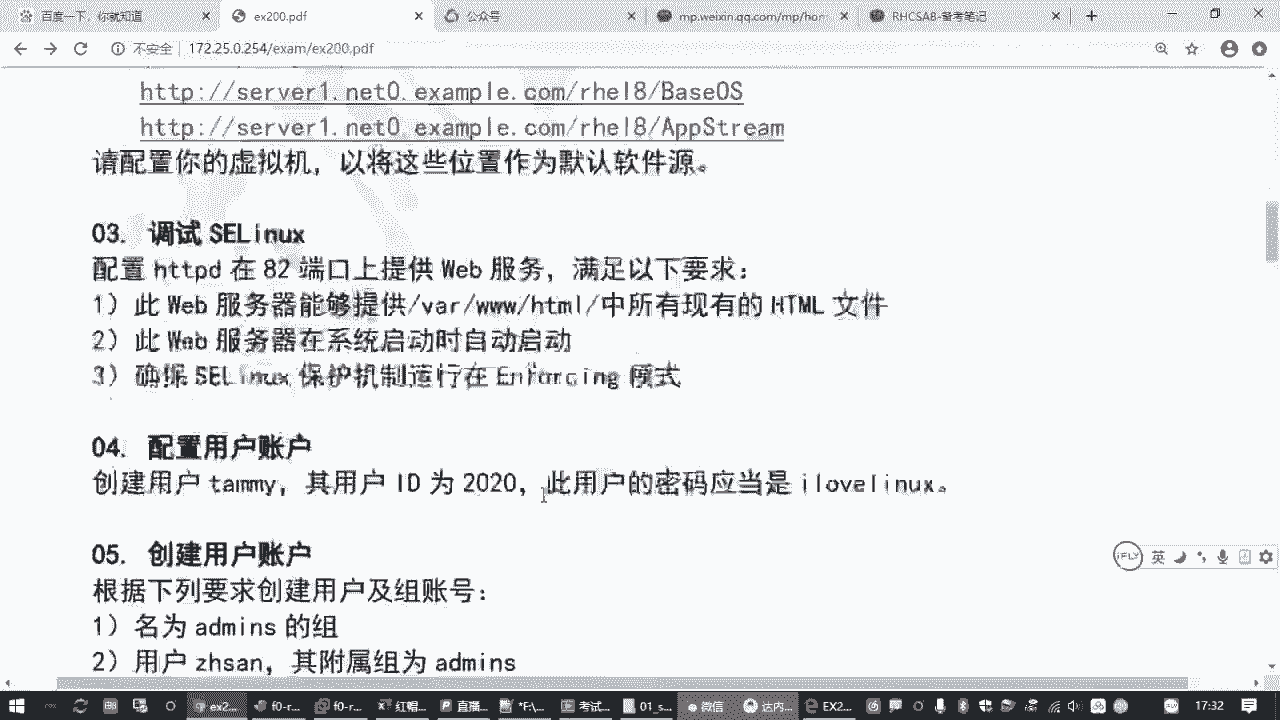 百度一下，你就知道
ex200.pdf
公众号
mp.weixin.qq.com/mp/hom
RHCSA8-备考笔记
不安全
172.25.0.254/exam/ex200.pdf
http://server1.net0.example.com/rhel8/BaseOS
http://server1.net0.example.com/rhel8/AppStream
请配置你的虚拟机，以将这些位置作为默认软件源。
03. 调试 SELinux
配置 httpd 在 82 端口上提供 Web 服务，满足以下要求：
1）此 Web 服务器能够提供/var/www/html/中所有现有的 HTML 文件
2）此 Web 服务器在系统启动时自动启动
3）确保 SELinux 保护机制运行在 Enforcing 模式
04. 配置用户账户
创建用户 tammy，其用户 ID 为 2020，此用户的密码应当是 ilovelinux。
05. 创建用户账户
根据下列要求创建用户及组账号：
1）名为 admins 的组
2）用户 zhsan，其附属组为 admins
iFLY
英
ex2...
f0-r...
f0-r...
红帽...
直播...
*E:\...
考试...
01_s...
微信
达内...
EX2...
17:32